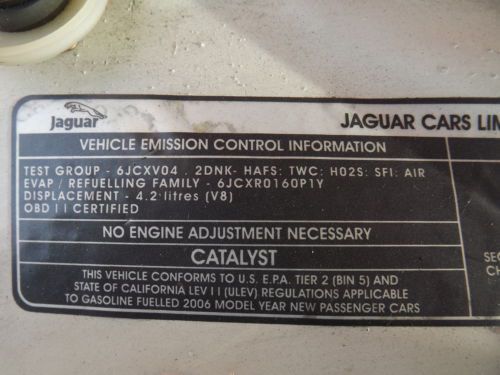 Jaguar
JAGUAR CARS
VEHICLE EMISSION CONTROL INFORMATION
TEST GROUP - 6JCXV04 . 2DNK- HAFS: TWC: H02S: SFI: AIR
EVAP / REFUELLING FAMILY - 6JCXR0160P1Y
DISPLACEMENT - 4.2 litres (V8)
OBD II CERTIFIED
NO ENGINE ADJUSTMENT NECESSARY
CATALYST
THIS VEHICLE CONFORMS TO U.S. E.P.A. TIER 2 (BIN 5) AND
STATE OF CALIFORNIA LEV II (ULEV) REGULATIONS APPLICABLE
TO GASOLINE FUELLED 2006 MODEL YEAR NEW PASSENGER CARS